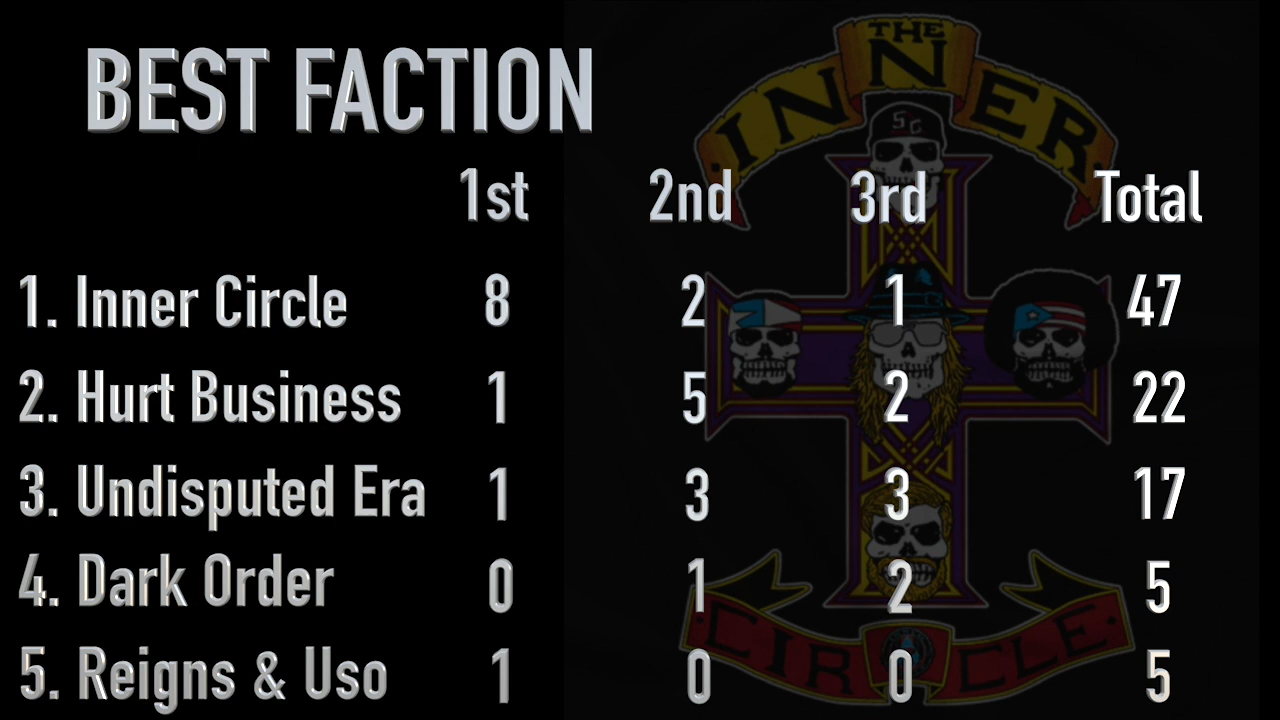 BEST FACTION
1st 2nd 3rd Total
1. Inner Circle 8 2 1 47
2. Hurt Business 1 5 2 22
3. Undisputed Era 1 3 3 17
4. Dark Order 0 1 2 5
5. Reigns & Uso 1 0 0 5
THE
INNER
SG
CIRCLE